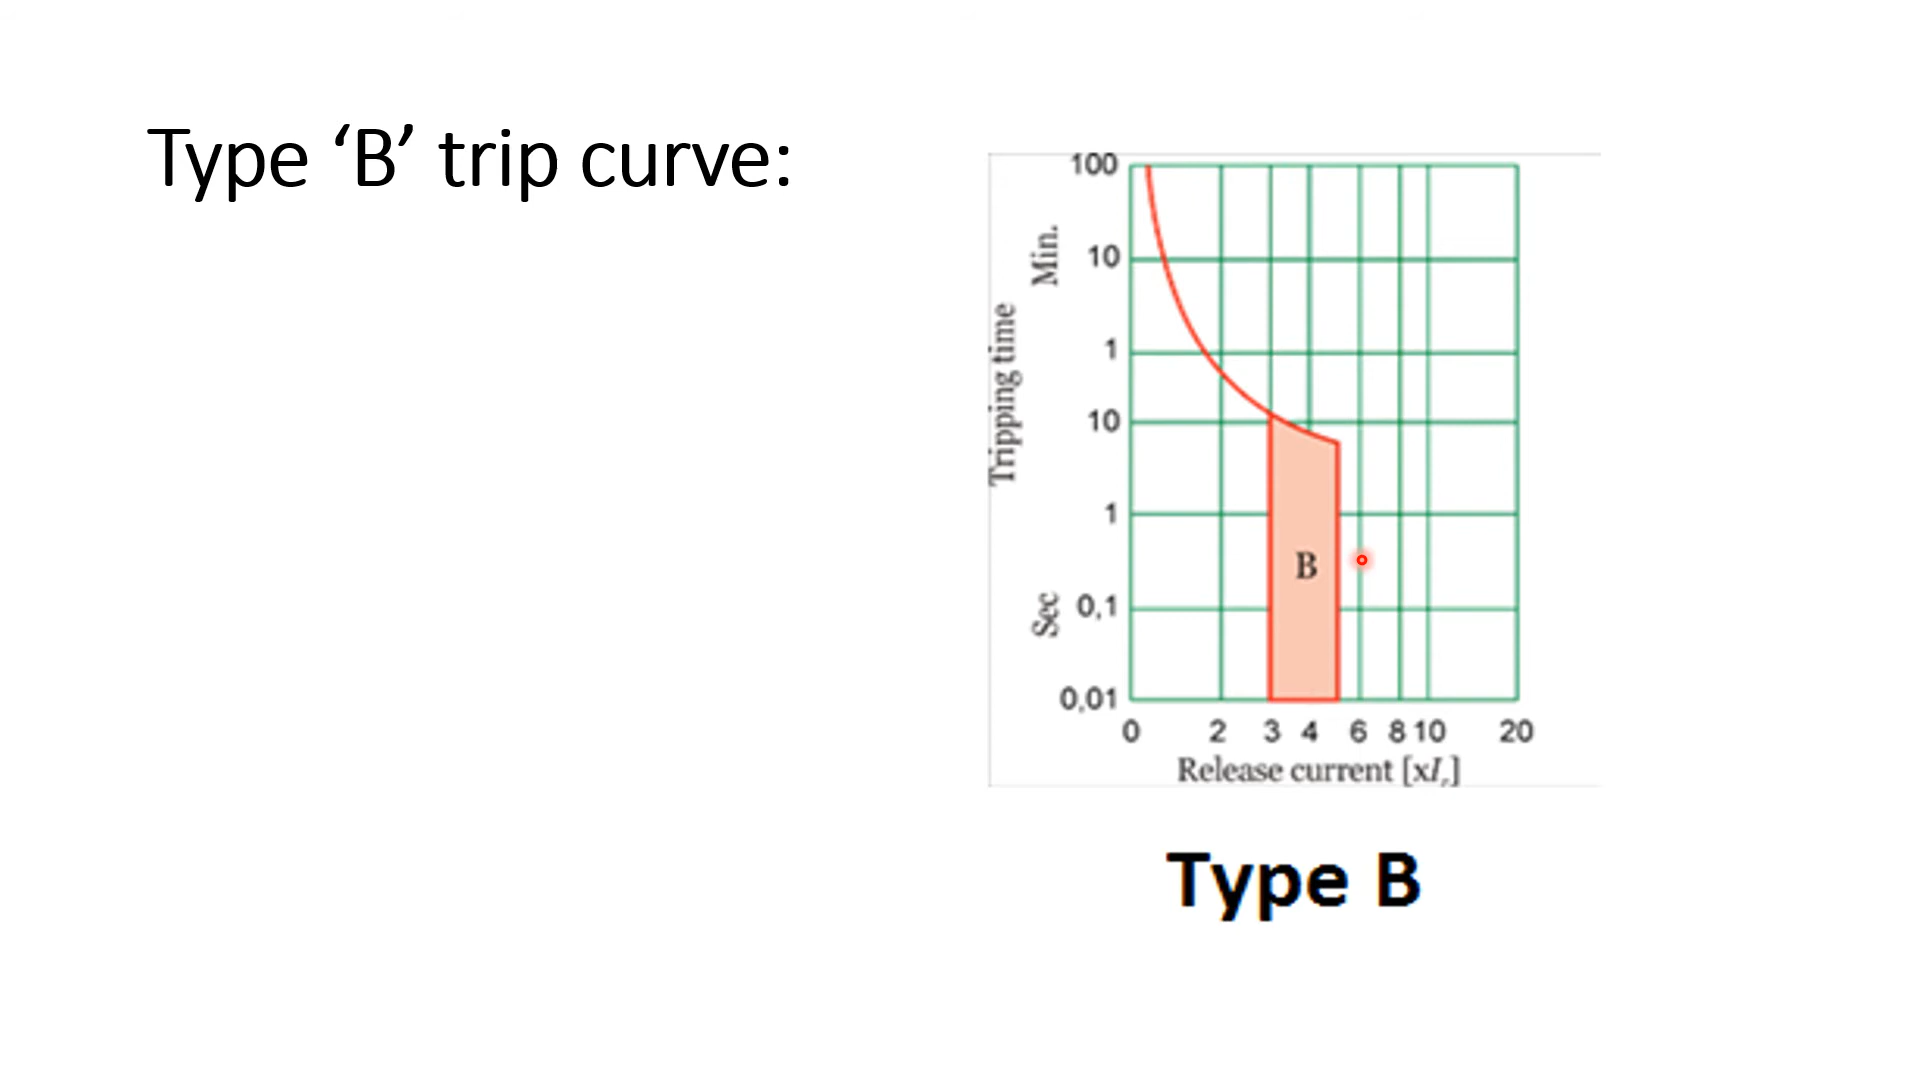 Type ‘B’ trip curve:
100
10
1
10
1
0,1
0,01
Min.
Tripping time
Sec
B
0 2 3 4 6 8 10 20
Release current [xIr]
Type B